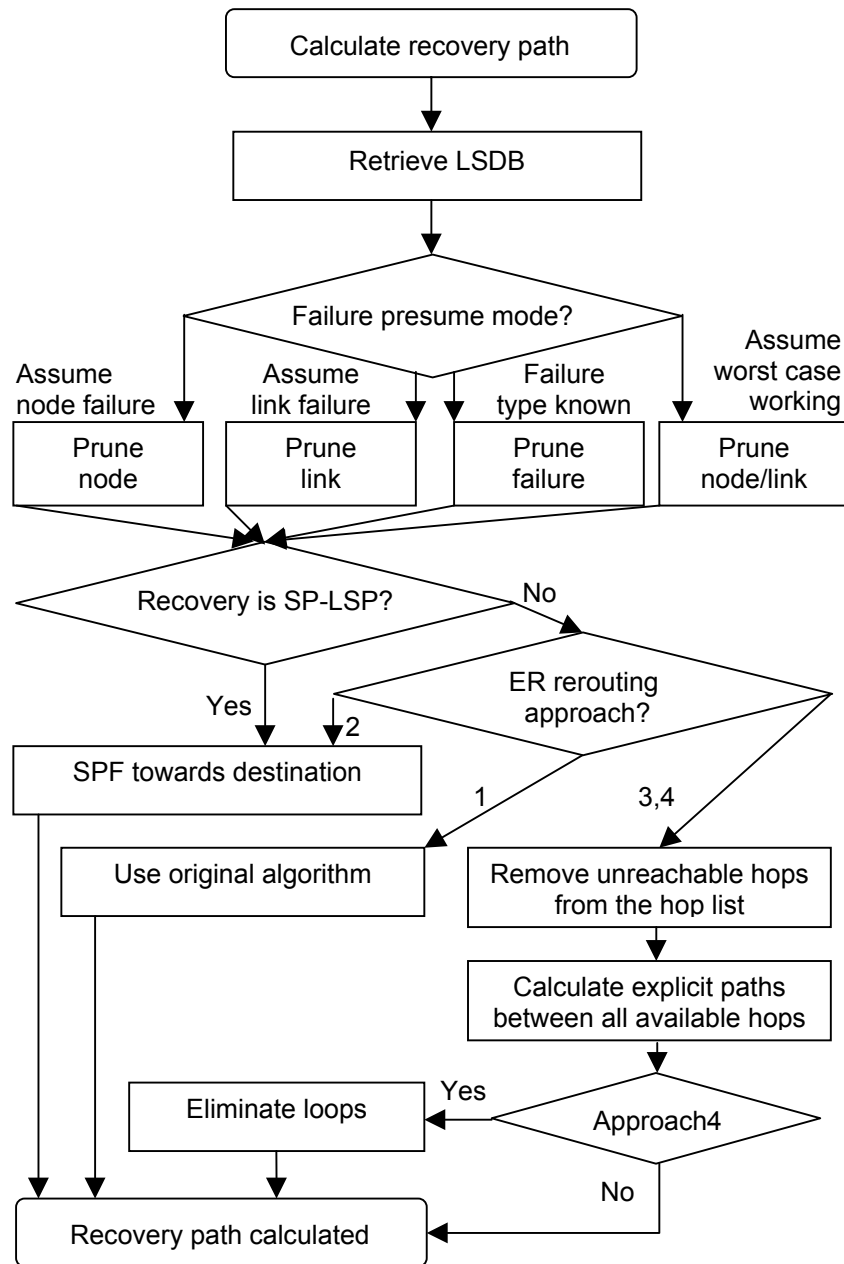 Calculate recovery path
Retrieve LSDB
Failure presume mode?
Assume
node failure
Assume
link failure
Failure
type known
Assume
worst case
working
Prune
node
Prune
link
Prune
failure
Prune
node/link
Recovery is SP-LSP?
No
ER rerouting
approach?
Yes
2
SPF towards destination
1
3,4
Use original algorithm
Remove unreachable hops
from the hop list
Calculate explicit paths
between all available hops
Yes
Eliminate loops
Approach4
No
Recovery path calculated